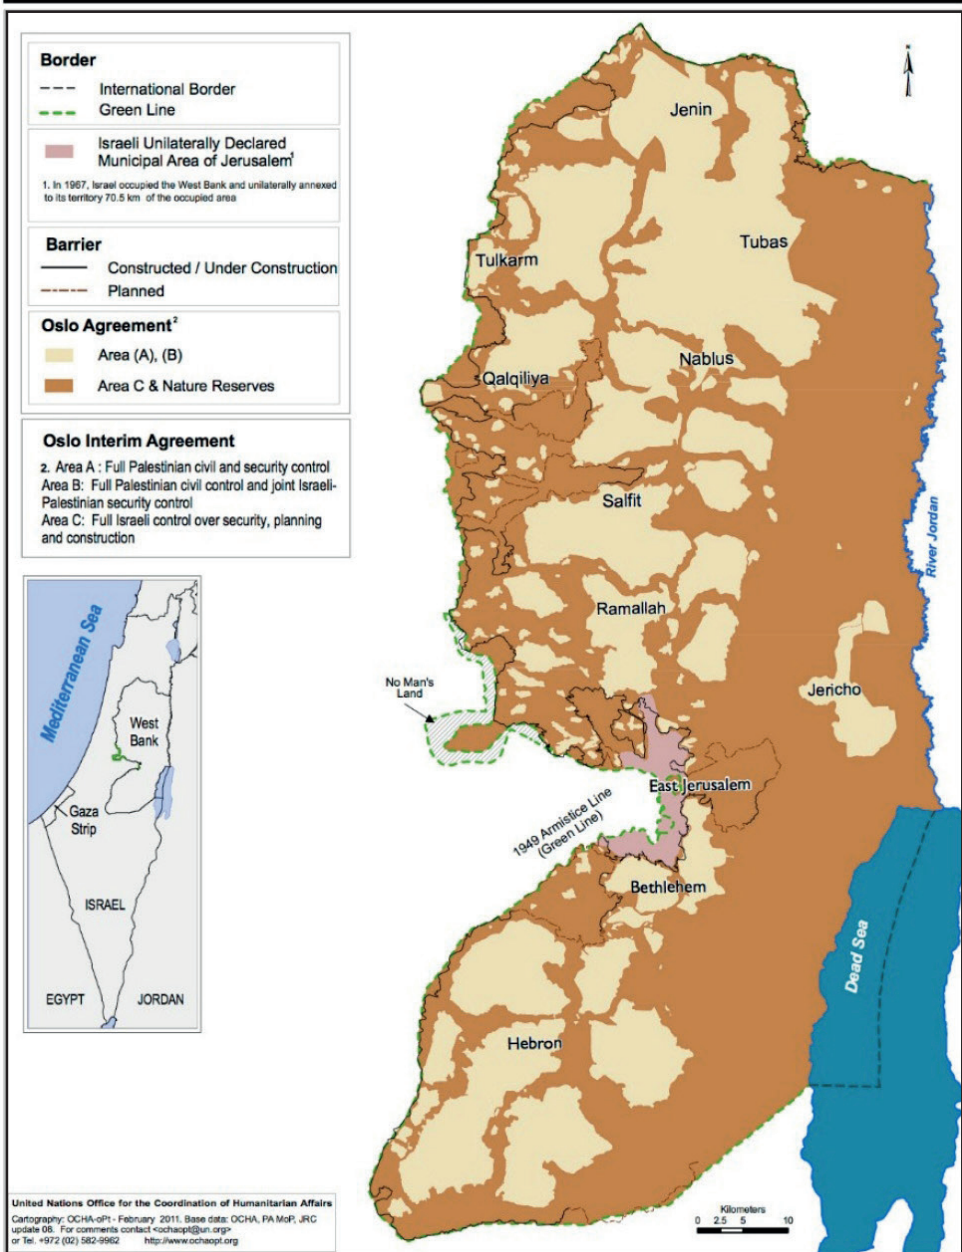 Border
International Border
Green Line
Israeli Unilaterally Declared
Municipal Area of Jerusalem¹
1. In 1967, Israel occupied the West Bank and unilaterally annexed
to its territory 70.5 km of the occupied area
Barrier
Constructed / Under Construction
Planned
Oslo Agreement²
Area (A), (B)
Area C & Nature Reserves
Oslo Interim Agreement
2. Area A : Full Palestinian civil and security control
Area B: Full Palestinian civil control and joint Israeli-
Palestinian security control
Area C: Full Israeli control over security, planning
and construction
Mediterranean Sea
West
Bank
Gaza
Strip
ISRAEL
EGYPT
JORDAN
Jenin
Tubas
Tulkarm
Nablus
Qalqiliya
Salfit
River Jordan
Ramallah
No Man's
Land
Jericho
East Jerusalem
1949 Armistice Line
(Green Line)
Bethlehem
Dead Sea
Hebron
Kilometers
0 2.5 5 10
United Nations Office for the Coordination of Humanitarian Affairs
Cartography: OCHA-oPt - February 2011. Base data: OCHA, PA MoP, JRC
update 08. For comments contact <ochaopt@un.org>
or Tel. +972 (02) 582-9962 http://www.ochaopt.org